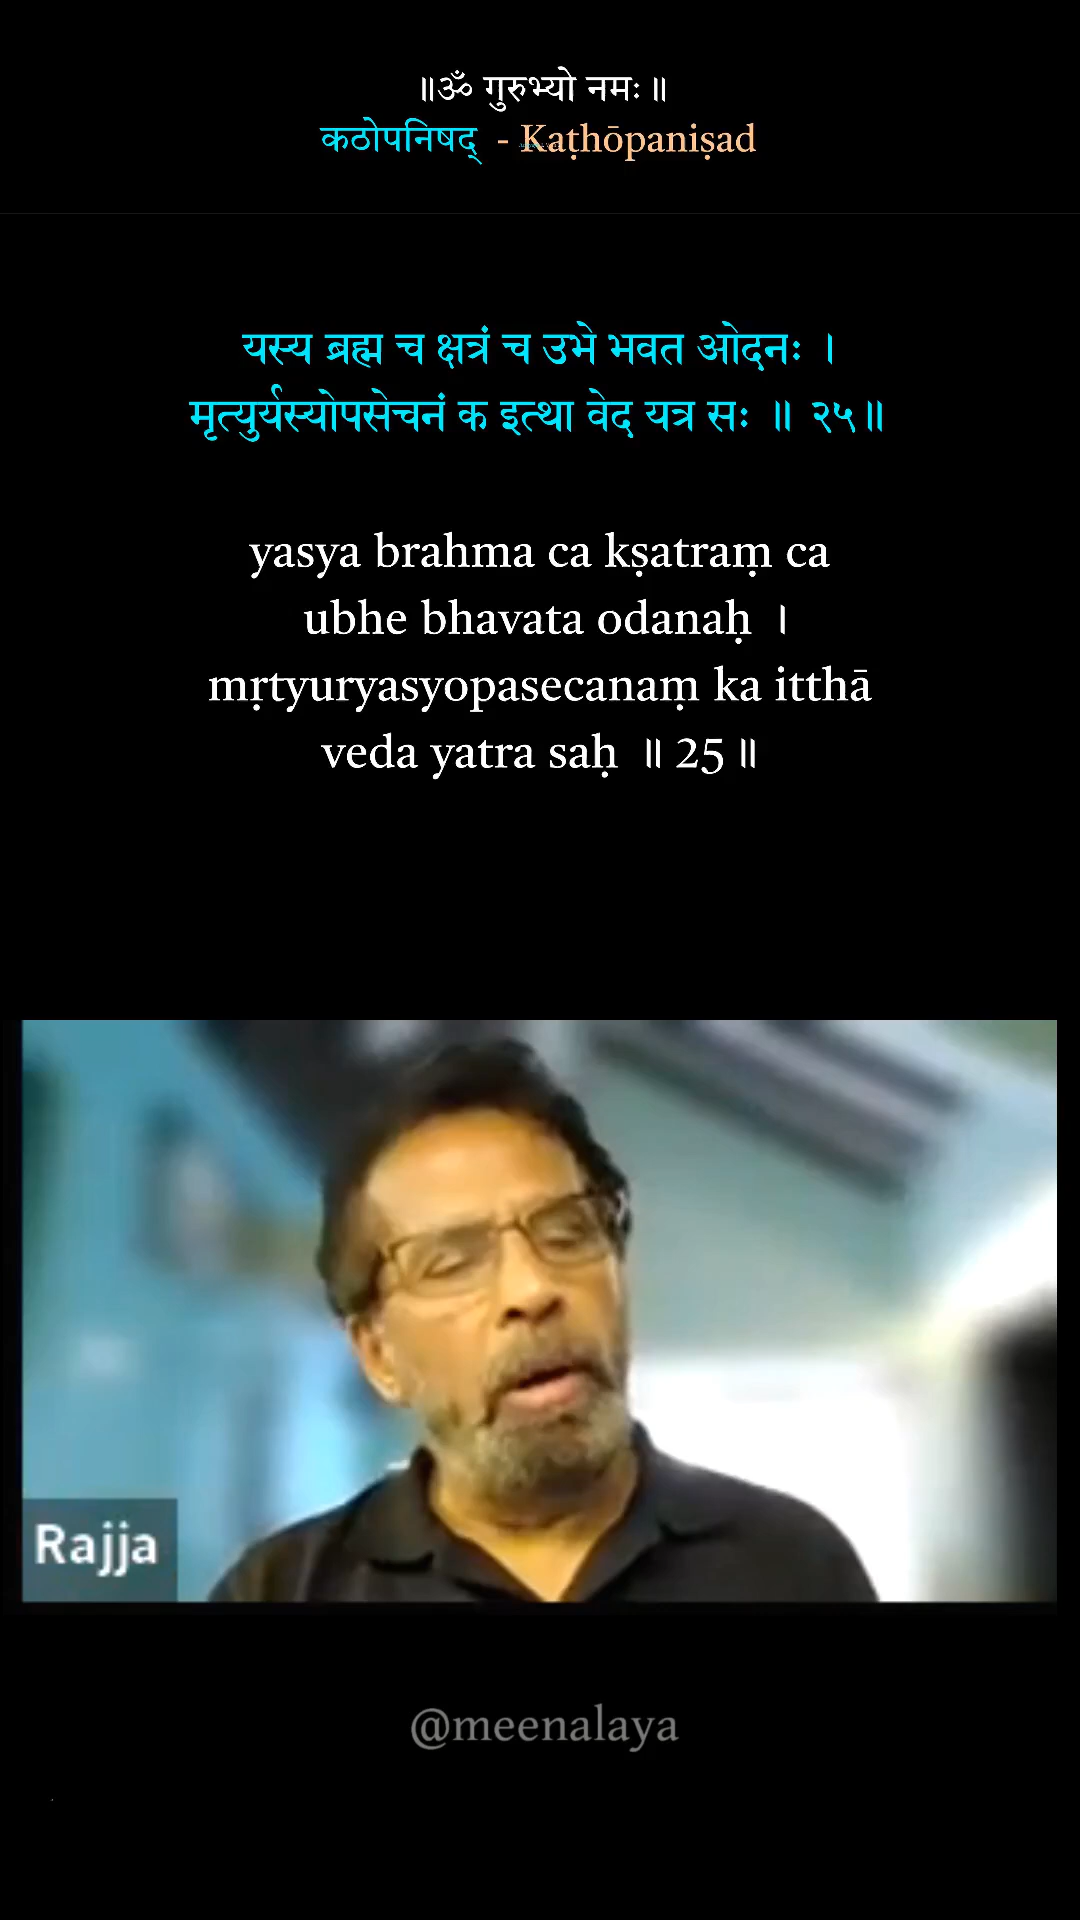 ॥ॐ गुरुभ्यो नमः॥
कठोपनिषद् - Kaṭhōpaniṣad
यस्य ब्रह्म च क्षत्रं च उभे भवत ओदनः ।
मृत्युर्यस्योपसेचनं क इत्था वेद यत्र सः ॥ २५॥
yasya brahma ca kṣatraṃ ca
ubhe bhavata odanaḥ ।
mṛtyuryasyopasecanaṃ ka itthā
veda yatra saḥ ॥ 25॥
Rajja
@meenalaya